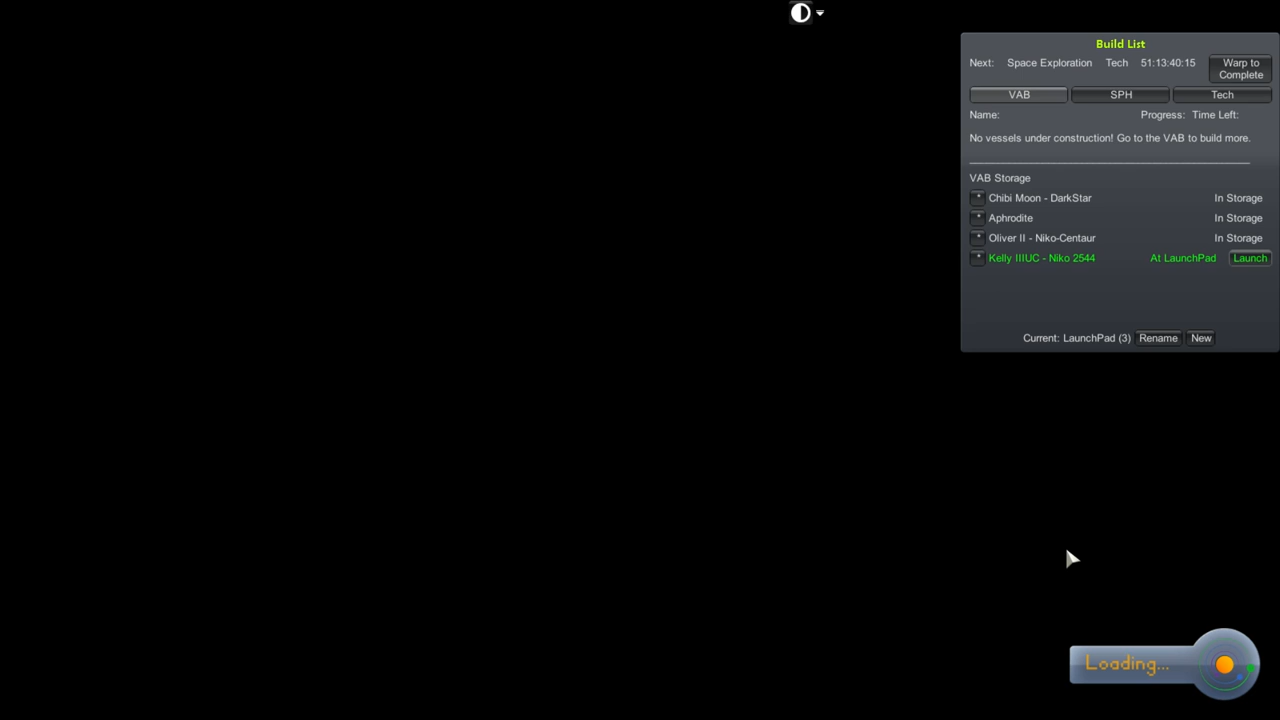 Build List
Next: Space Exploration Tech 51:13:40:15 Warp to Complete
VAB SPH Tech
Name: Progress: Time Left:
No vessels under construction! Go to the VAB to build more.
VAB Storage
* Chibi Moon - DarkStar In Storage
* Aphrodite In Storage
* Oliver II - Niko-Centaur In Storage
* Kelly IIIUC - Niko 2544 At LaunchPad Launch
Current: LaunchPad (3) Rename New
Loading...